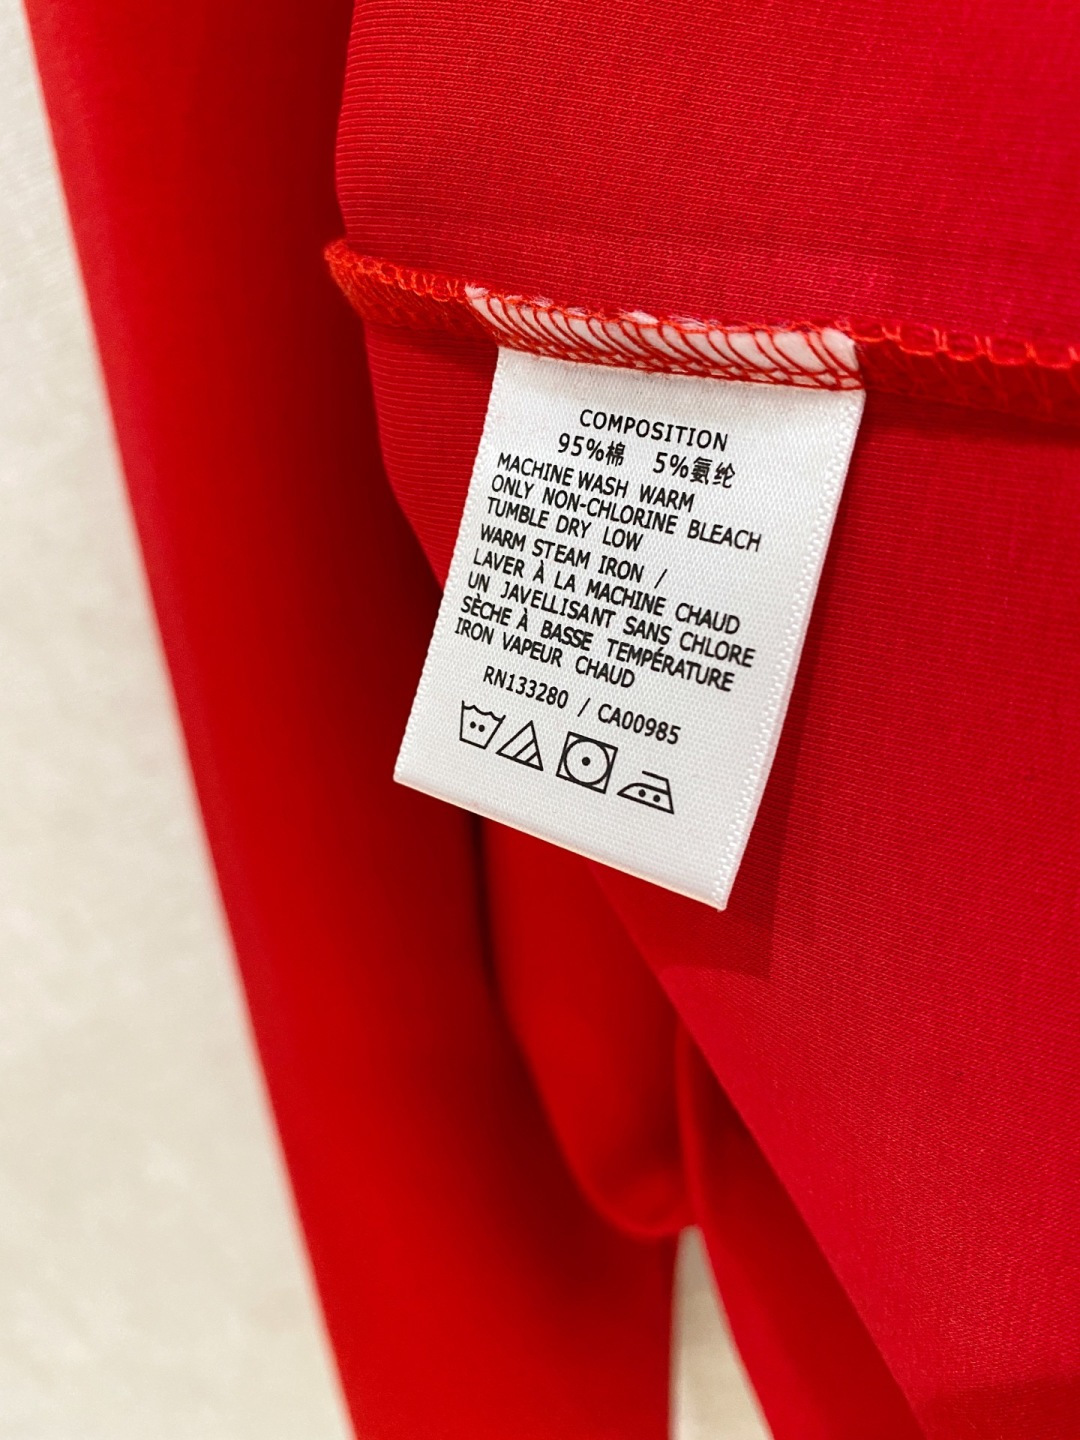 COMPOSITION
95%棉 5%氨纶
MACHINE WASH WARM
ONLY NON-CHLORINE BLEACH
TUMBLE DRY LOW
WARM STEAM IRON /
LAVER À LA MACHINE CHAUD
UN JAVELLISANT SANS CHLORE
SÈCHE À BASSE TEMPÉRATURE
IRON VAPEUR CHAUD
RN133280 / CA00985